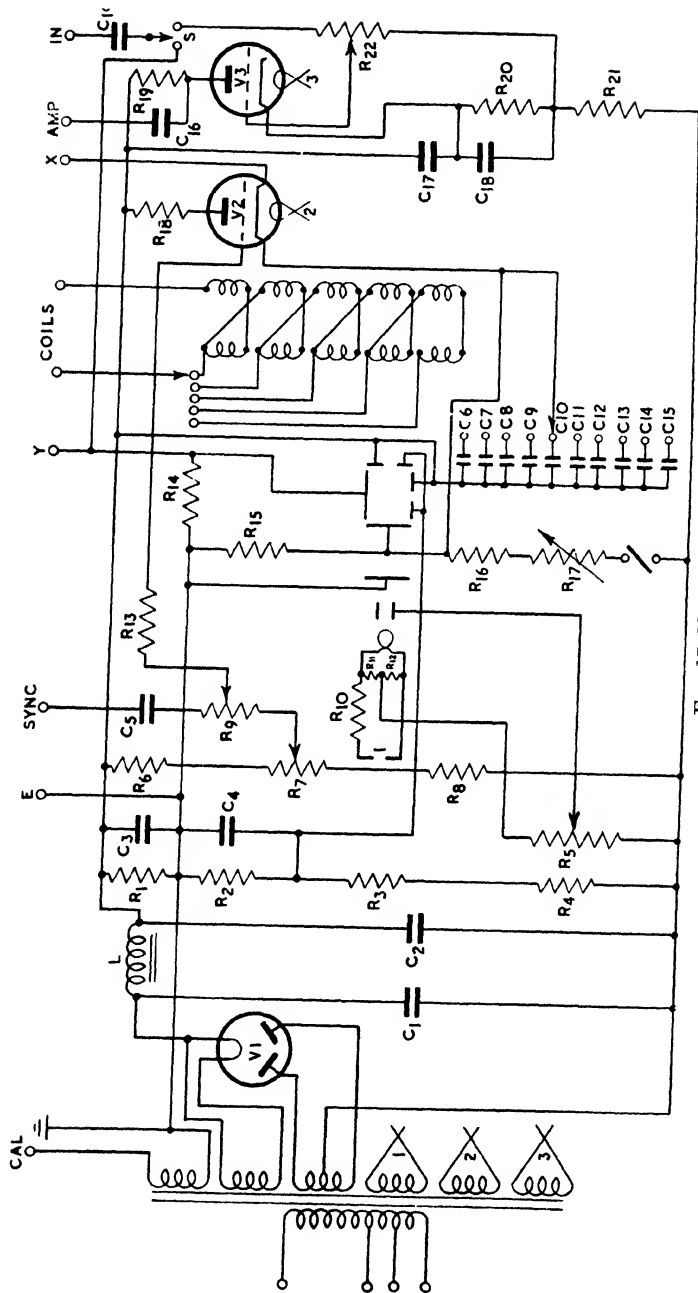 CAL
E
SYNC
Y
COILS
X
AMP
IN
L
R1
C3
R6
C5
R13
R14
R18
C16
R19
S
V1
R2
C4
R9
R7
R15
V2
2
V3
3
R22
1
2
3
C1
C2
R3
R4
R8
R5
R10
R11
R12
1
R16
R17
C6
C7
C8
C9
C10
C11
C12
C13
C14
C15
C17
C18
R20
R21